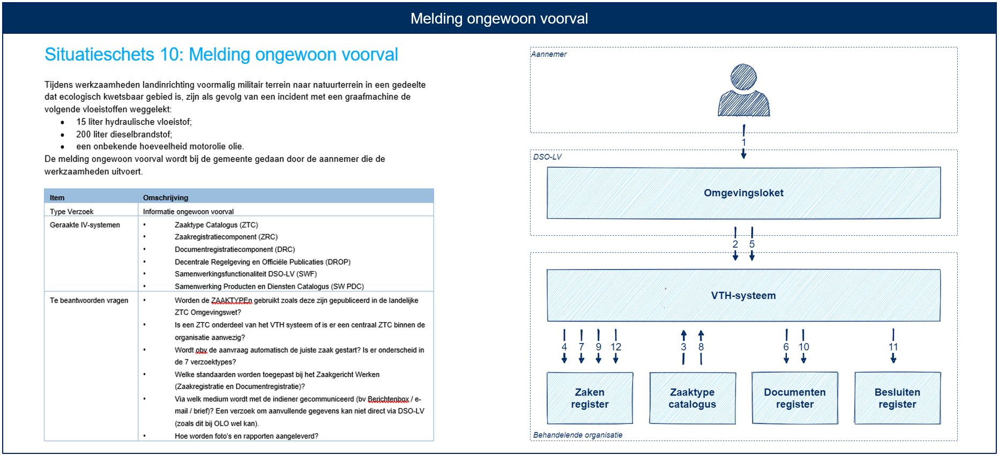 Melding ongewoon voorval
Situatieschets 10: Melding ongewoon voorval
Tijdens werkzaamheden landinrichting voormalig militair terrein naar natuurterrein in een gedeelte
dat ecologisch kwetsbaar gebied is, zijn als gevolg van een incident met een graafmachine de
volgende vloeistoffen weggelekt:
• 15 liter hydraulische vloeistof;
• 200 liter dieselbrandstof;
• een onbekende hoeveelheid motorolie olie.
De melding ongewoon voorval wordt bij de gemeente gedaan door de aannemer die de
werkzaamheden uitvoert.
Item Omschrijving
Type Verzoek Informatie ongewoon voorval
Geraakte IV-systemen • Zaaktype Catalogus (ZTC)
• Zaakregistratiecomponent (ZRC)
• Documentregistratiecomponent (DRC)
• Decentrale Regelgeving en Officiële Publicaties (DROP)
• Samenwerkingsfunctionaliteit DSO-LV (SWF)
• Samenwerking Producten en Diensten Catalogus (SW PDC)
Te beantwoorden vragen • Worden de ZAAKTYPEn gebruikt zoals deze zijn gepubliceerd in de landelijke
ZTC Omgevingswet?
• Is een ZTC onderdeel van het VTH systeem of is er een centraal ZTC binnen de
organisatie aanwezig?
• Wordt obv de aanvraag automatisch de juiste zaak gestart? Is er onderscheid in
de 7 verzoektypes?
• Welke standaarden worden toegepast bij het Zaakgericht Werken
(Zaakregistratie en Documentregistratie)?
• Via welk medium wordt met de indiener gecommuniceerd (bv Berichtenbox / e-
mail / brief)? Een verzoek om aanvullende gegevens kan niet direct via DSO-LV
(zoals dit bij OLO wel kan).
• Hoe worden foto's en rapporten aangeleverd?
Aannemer
1
DSO-LV
Omgevingsloket
2 5
VTH-systeem
4 7 9 12 3 8 6 10 11
Zaken
register
Zaaktype
catalogus
Documenten
register
Besluiten
register
Behandelende organisatie